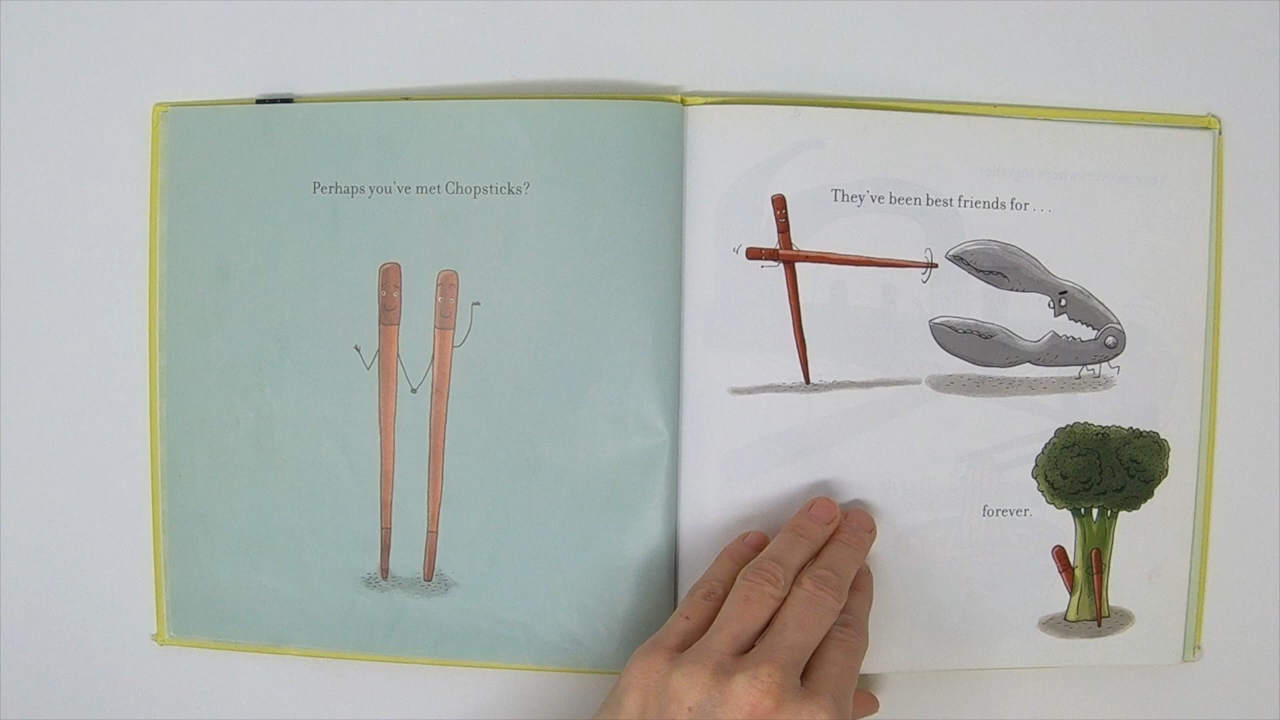 Perhaps you've met Chopsticks?
They've been best friends for . . .
forever.